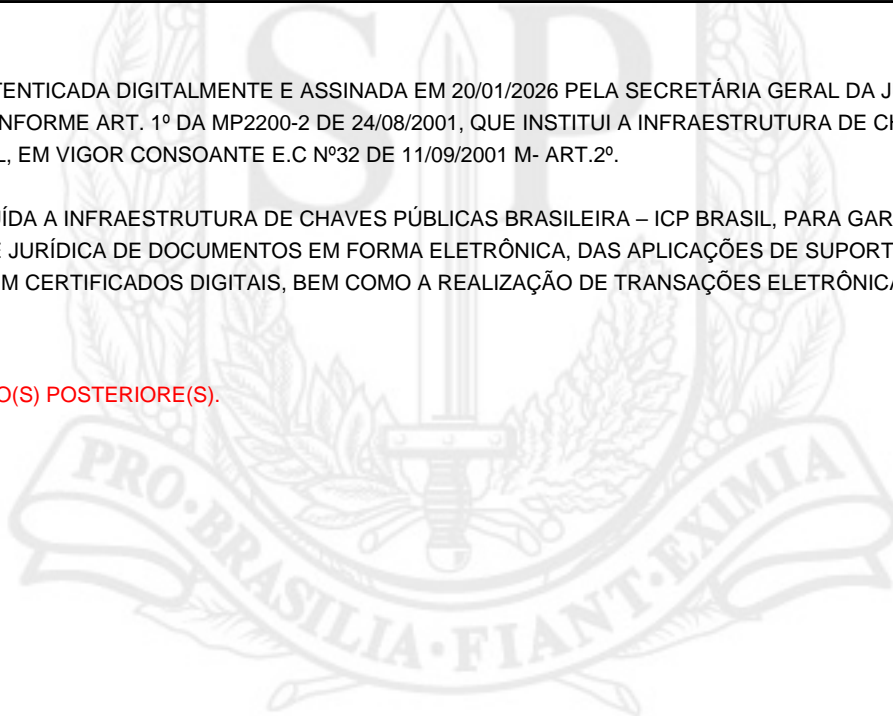 TENTICADA DIGITALMENTE E ASSINADA EM 20/01/2026 PELA SECRETÁRIA GERAL DA J
NFORME ART. 1º DA MP2200-2 DE 24/08/2001, QUE INSTITUI A INFRAESTRUTURA DE CH
L, EM VIGOR CONSOANTE E.C Nº32 DE 11/09/2001 M- ART.2º.
UÍDA A INFRAESTRUTURA DE CHAVES PÚBLICAS BRASILEIRA – ICP BRASIL, PARA GAR
E JURÍDICA DE DOCUMENTOS EM FORMA ELETRÔNICA, DAS APLICAÇÕES DE SUPORT
M CERTIFICADOS DIGITAIS, BEM COMO A REALIZAÇÃO DE TRANSAÇÕES ELETRÔNICA
O(S) POSTERIORE(S).
SP
PRO·BRASILIA·FIANT·EXIMIA